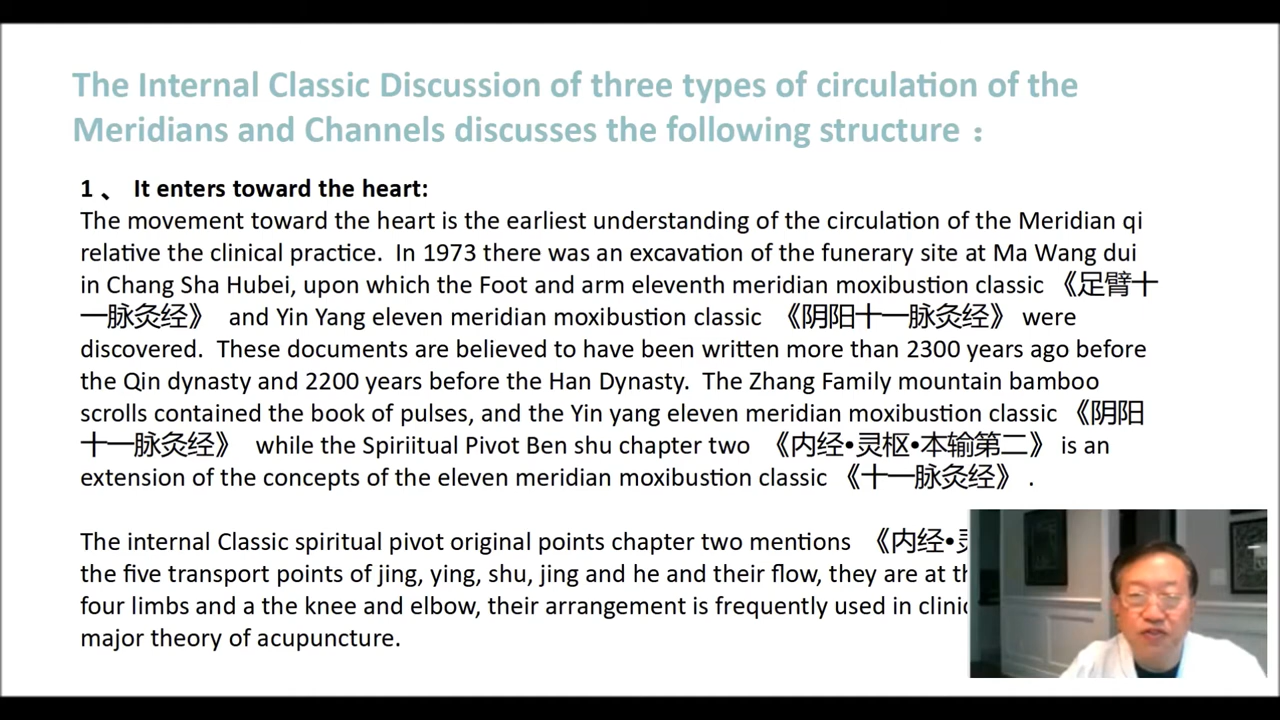 The Internal Classic Discussion of three types of circulation of the
Meridians and Channels discusses the following structure：
1、 It enters toward the heart:
The movement toward the heart is the earliest understanding of the circulation of the Meridian qi
relative the clinical practice. In 1973 there was an excavation of the funerary site at Ma Wang dui
in Chang Sha Hubei, upon which the Foot and arm eleventh meridian moxibustion classic 《足臂十
一脉灸经》 and Yin Yang eleven meridian moxibustion classic 《阴阳十一脉灸经》 were
discovered. These documents are believed to have been written more than 2300 years ago before
the Qin dynasty and 2200 years before the Han Dynasty. The Zhang Family mountain bamboo
scrolls contained the book of pulses, and the Yin yang eleven meridian moxibustion classic 《阴阳
十一脉灸经》 while the Spiriitual Pivot Ben shu chapter two 《内经•灵枢•本输第二》 is an
extension of the concepts of the eleven meridian moxibustion classic 《十一脉灸经》 .
The internal Classic spiritual pivot original points chapter two mentions 《内经•
the five transport points of jing, ying, shu, jing and he and their flow, they are at
four limbs and a the knee and elbow, their arrangement is frequently used in
major theory of acupuncture.